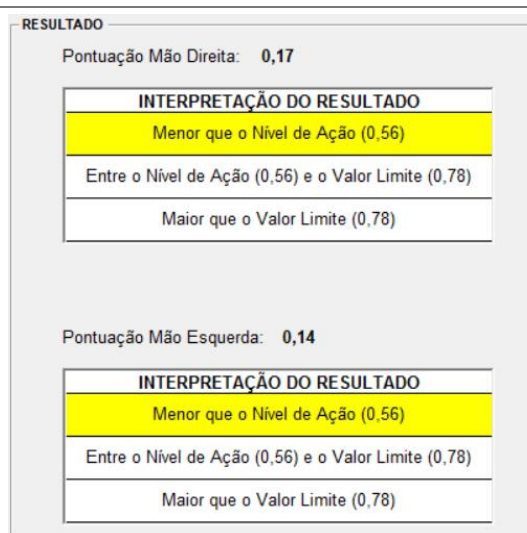 RESULTADO
Pontuação Mão Direita: 0,17
INTERPRETAÇÃO DO RESULTADO
Menor que o Nível de Ação (0,56)
Entre o Nível de Ação (0,56) e o Valor Limite (0,78)
Maior que o Valor Limite (0,78)
Pontuação Mão Esquerda: 0,14
INTERPRETAÇÃO DO RESULTADO
Menor que o Nível de Ação (0,56)
Entre o Nível de Ação (0,56) e o Valor Limite (0,78)
Maior que o Valor Limite (0,78)